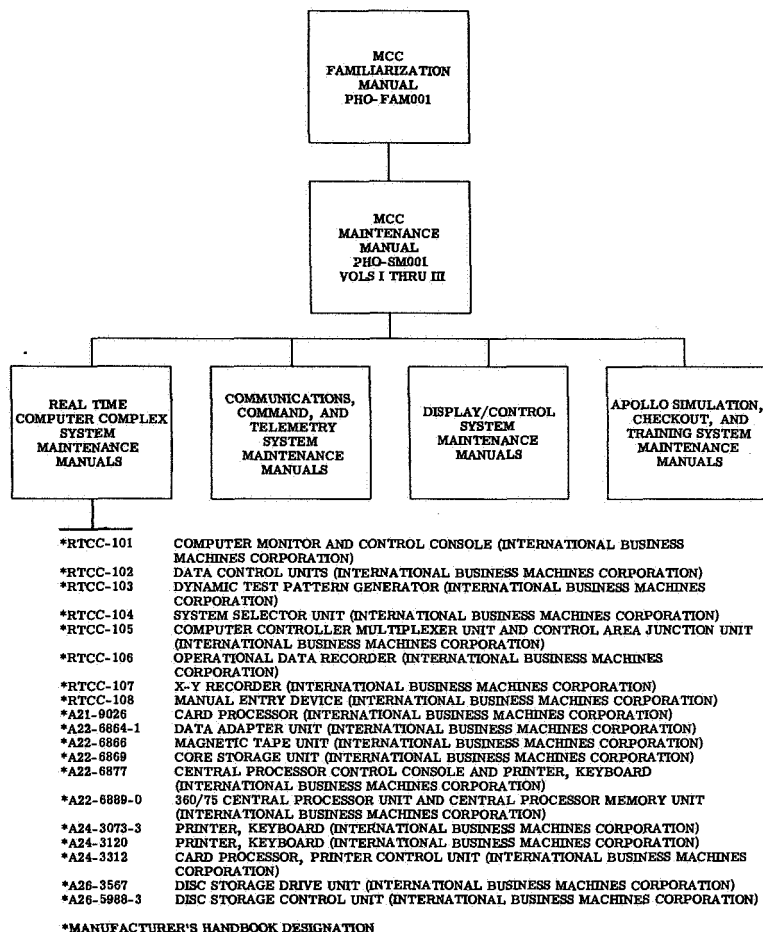 MCC
FAMILIARIZATION
MANUAL
PHO-FAM001
MCC
MAINTENANCE
MANUAL
PHO-SM001
VOLS I THRU III
REAL TIME
COMPUTER COMPLEX
SYSTEM
MAINTENANCE
MANUALS
COMMUNICATIONS,
COMMAND, AND
TELEMETRY
SYSTEM
MAINTENANCE
MANUALS
DISPLAY/CONTROL
SYSTEM
MAINTENANCE
MANUALS
APOLLO SIMULATION,
CHECKOUT, AND
TRAINING SYSTEM
MAINTENANCE
MANUALS
*RTCC-101 COMPUTER MONITOR AND CONTROL CONSOLE (INTERNATIONAL BUSINESS
MACHINES CORPORATION)
*RTCC-102 DATA CONTROL UNITS (INTERNATIONAL BUSINESS MACHINES CORPORATION)
*RTCC-103 DYNAMIC TEST PATTERN GENERATOR (INTERNATIONAL BUSINESS MACHINES
CORPORATION)
*RTCC-104 SYSTEM SELECTOR UNIT (INTERNATIONAL BUSINESS MACHINES CORPORATION)
*RTCC-105 COMPUTER CONTROLLER MULTIPLEXER UNIT AND CONTROL AREA JUNCTION UNIT
(INTERNATIONAL BUSINESS MACHINES CORPORATION)
*RTCC-106 OPERATIONAL DATA RECORDER (INTERNATIONAL BUSINESS MACHINES
CORPORATION)
*RTCC-107 X-Y RECORDER (INTERNATIONAL BUSINESS MACHINES CORPORATION)
*RTCC-108 MANUAL ENTRY DEVICE (INTERNATIONAL BUSINESS MACHINES CORPORATION)
*A21-9026 CARD PROCESSOR (INTERNATIONAL BUSINESS MACHINES CORPORATION)
*A22-6864-1 DATA ADAPTER UNIT (INTERNATIONAL BUSINESS MACHINES CORPORATION)
*A22-6866 MAGNETIC TAPE UNIT (INTERNATIONAL BUSINESS MACHINES CORPORATION)
*A22-6869 CORE STORAGE UNIT (INTERNATIONAL BUSINESS MACHINES CORPORATION)
*A22-6877 CENTRAL PROCESSOR CONTROL CONSOLE AND PRINTER, KEYBOARD
(INTERNATIONAL BUSINESS MACHINES CORPORATION)
*A22-6889-0 360/75 CENTRAL PROCESSOR UNIT AND CENTRAL PROCESSOR MEMORY UNIT
(INTERNATIONAL BUSINESS MACHINES CORPORATION)
*A24-3073-3 PRINTER, KEYBOARD (INTERNATIONAL BUSINESS MACHINES CORPORATION)
*A24-3120 PRINTER, KEYBOARD (INTERNATIONAL BUSINESS MACHINES CORPORATION)
*A24-3312 CARD PROCESSOR, PRINTER CONTROL UNIT (INTERNATIONAL BUSINESS MACHINES
CORPORATION)
*A26-3567 DISC STORAGE DRIVE UNIT (INTERNATIONAL BUSINESS MACHINES CORPORATION)
*A26-5988-3 DISC STORAGE CONTROL UNIT (INTERNATIONAL BUSINESS MACHINES CORPORATION)
*MANUFACTURER'S HANDBOOK DESIGNATION